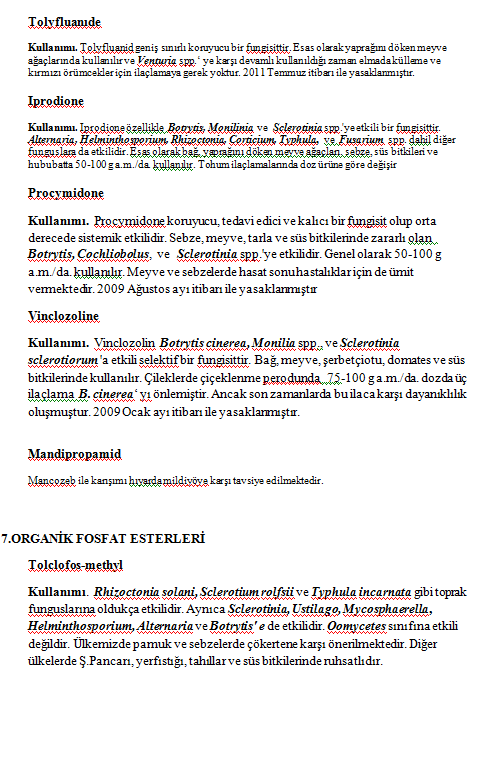 Tolyfluanıde
Kullanımı. Tolyfluanid geniş sınırlı koruyucu bir fungisittir. Esas olarak yaprağını döken meyve
ağaçlarında kullanılır ve Venturia spp.‘ ye karşı devamlı kullanıldığı zaman elmada külleme ve
kırmızı örümcekler için ilaçlamaya gerek yoktur. 2011 Temmuz itibarı ile yasaklanmıştır.
Iprodione
Kullanımı. Iprodione özellikle Botrytis, Monilinia ve Sclerotinia spp.'ye etkili bir fungisittir.
Alternaria, Helminthosporium, Rhizoctonia, Corticium, Typhula, ve Fusarium spp. dahil diğer
funguslara da etkilidir. Esas olarak bağ, yaprağını döken meyve ağaçları, sebze, süs bitkileri ve
hububatta 50-100 g a.m./da. kullanılır. Tohum ilaçlamalarında doz ürüne göre değişir
Procymidone
Kullanımı. Procymidone koruyucu, tedavi edici ve kalıcı bir fungisit olup orta
derecede sistemik etkilidir. Sebze, meyve, tarla ve süs bitkilerinde zararlı olan
Botrytis, Cochliobolus, ve Sclerotinia spp.'ye etkilidir. Genel olarak 50-100 g
a.m./da. kullanılır. Meyve ve sebzelerde hasat sonu hastalıklar için de ümit
vermektedir. 2009 Ağustos ayı itibarı ile yasaklanmıştır
Vinclozoline
Kullanımı. Vinclozolin Botrytis cinerea, Monilia spp., ve Sclerotinia
sclerotiorum'a etkili selektif bir fungisittir. Bağ, meyve, şerbetçiotu, domates ve süs
bitkilerinde kullanılır. Çileklerde çiçeklenme perodunda 75-100 g a.m./da. dozda üç
ilaçlama B. cinerea‘ yı önlemiştir. Ancak son zamanlarda bu ilaca karşı dayanıklılık
oluşmuştur. 2009 Ocak ayı itibarı ile yasaklanmıştır.
Mandipropamid
Mancozeb ile karışımı hıyarda mildiyöye karşı tavsiye edilmektedir.
7.ORGANİK FOSFAT ESTERLERİ
Tolclofos-methyl
Kullanımı. Rhizoctonia solani, Sclerotium rolfsii ve Typhula incarnata gibi toprak
funguslarına oldukça etkilidir. Ayrıca Sclerotinia, Ustilago, Mycosphaerella,
Helminthosporium, Alternaria ve Botrytis' e de etkilidir. Oomycetes sınıfına etkili
değildir. Ülkemizde pamuk ve sebzelerde çökertene karşı önerilmektedir. Diğer
ülkelerde Ş.Pancarı, yerfıstığı, tahıllar ve süs bitkilerinde ruhsatlıdır.